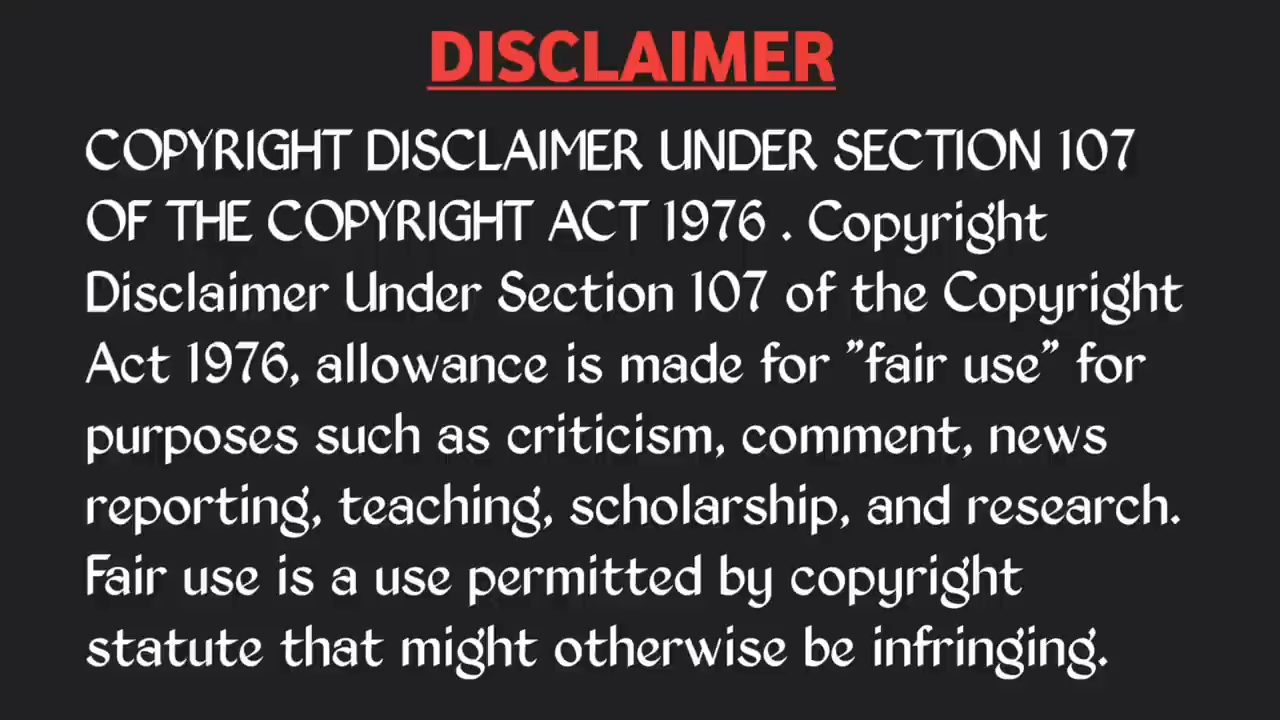 DISCLAIMER
COPYRIGHT DISCLAIMER UNDER SECTION 107
OF THE COPYRIGHT ACT 1976 . Copyright
Disclaimer Under Section 107 of the Copyright
Act 1976, allowance is made for ”fair use” for
purposes such as criticism, comment, news
reporting, teaching, scholarship, and research.
Fair use is a use permitted by copyright
statute that might otherwise be infringing.